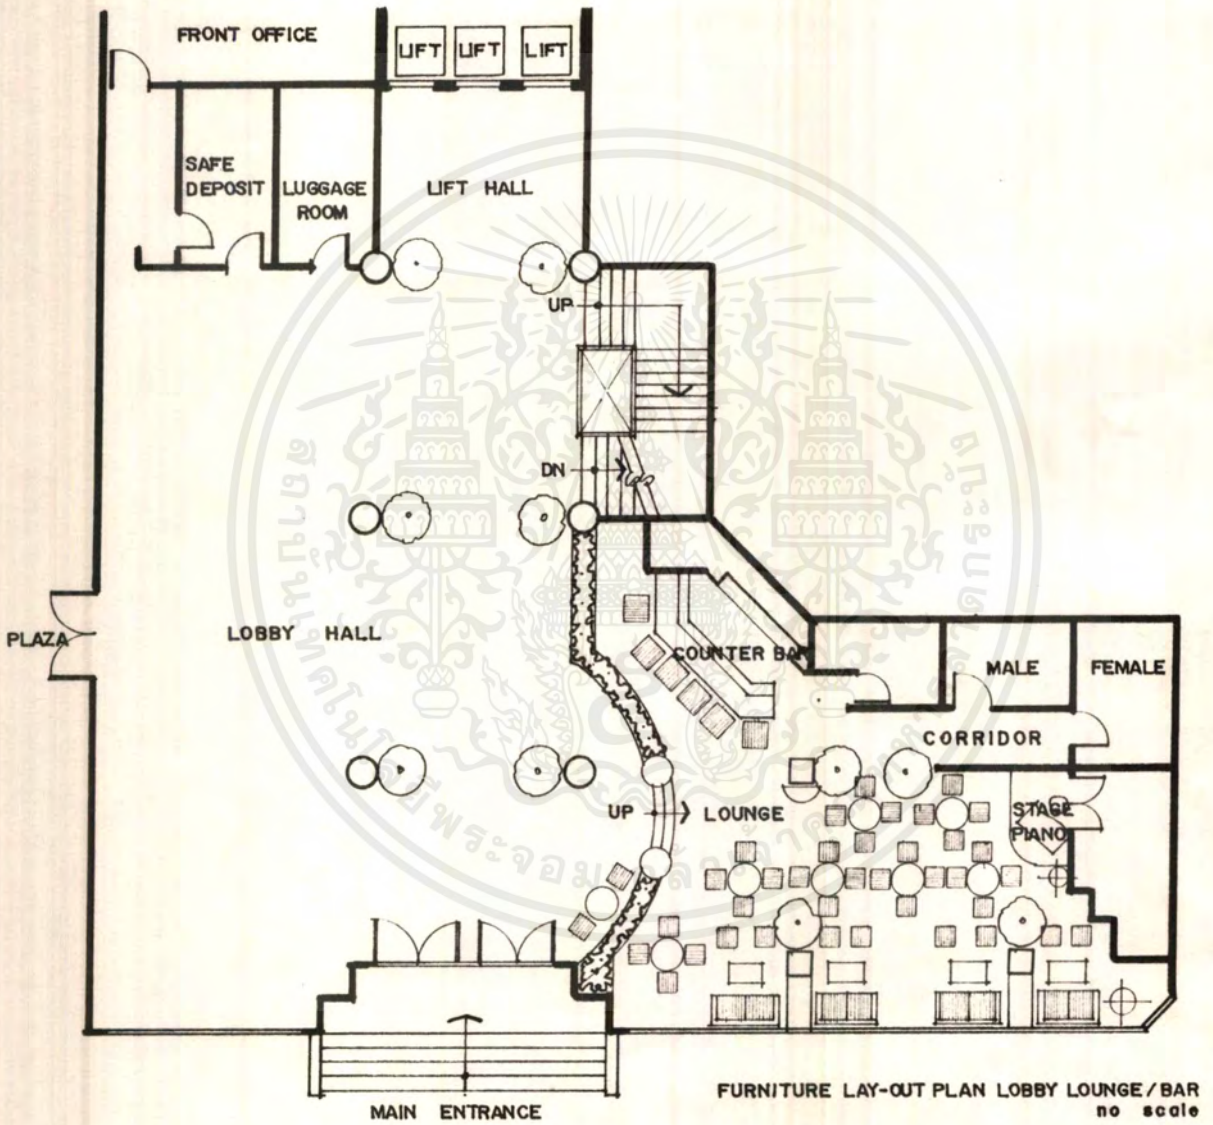 FRONT OFFICE
LIFT LIFT LIFT
SAFE
DEPOSIT
LUGGAGE
ROOM
LIFT HALL
UP
DN
PLAZA
LOBBY HALL
COUNTER BAR
MALE
FEMALE
CORRIDOR
UP
LOUNGE
STAGE
PIANO
MAIN ENTRANCE
FURNITURE LAY-OUT PLAN LOBBY LOUNGE/BAR
no scale